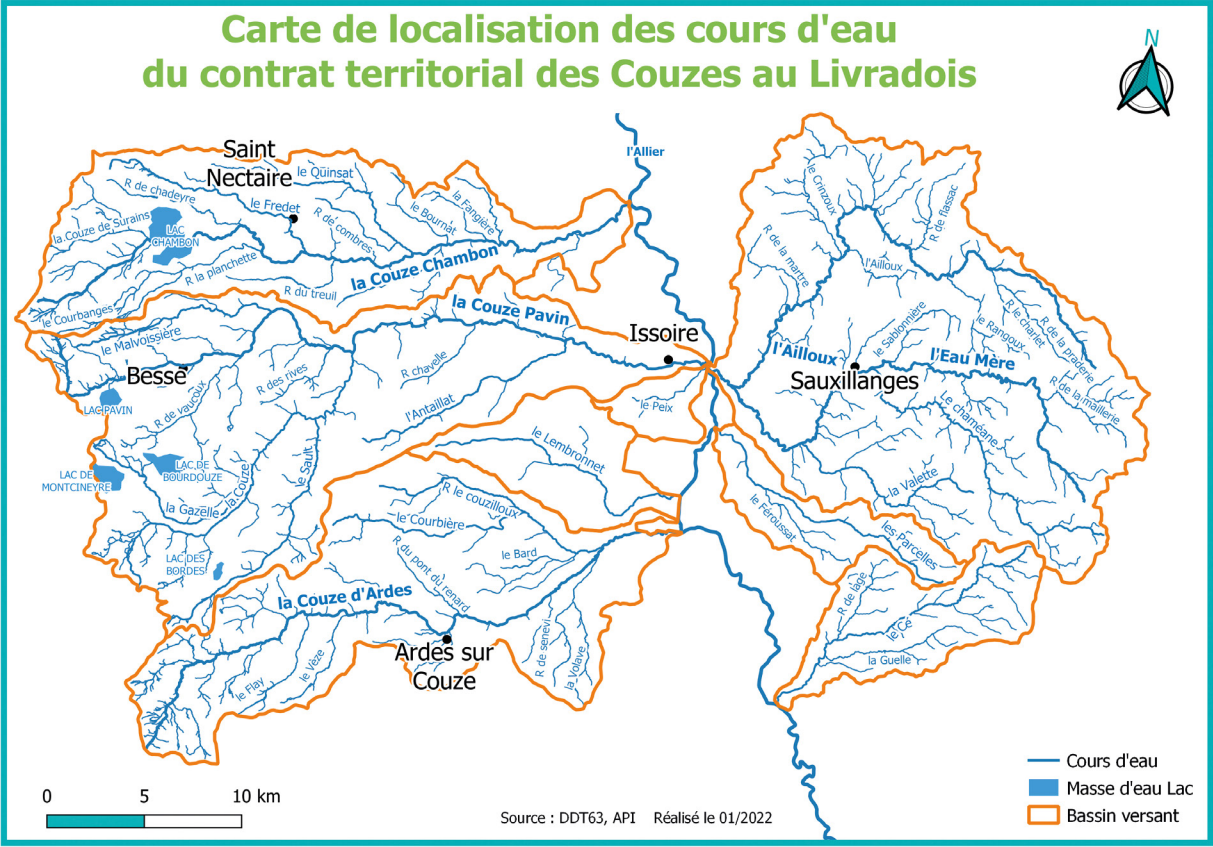 Carte de localisation des cours d'eau
du contrat territorial des Couzes au Livradois
N
l'Allier
Saint
Nectaire
le Quinsat
R de chadeyre
le Fredet
la Fangière
le Bournat
R de combres
la Couze de Surains
LAC
CHAMBON
la Couze Chambon
R la planchette
R du treuil
le Courbanges
le Crinzoux
R de flassac
R de la martre
l'Ailloux
la Couze Pavin
Issoire
le Malvoissière
Besse
LAC PAVIN
R de vaucoux
R des rives
R chavelle
l'Antaillat
le Peix
l'Ailloux
le Sablonnière
le Rangoux
R le charlet
R de la praderie
l'Eau Mère
Sauxillanges
R de la maillerie
Le chaméane
le Lembronnet
LAC DE
MONTCINEYRE
LAC DE
BOURDOUZE
la Couze
le Sault
la Gazelle
la Valette
R le couzilloux
le Courbière
le Féroussat
les Parcelles
LAC DES
BORDES
R du pont du renard
le Bard
la Couze d'Ardes
R de lage
le Cé
la Guelle
Ardes sur
Couze
le Vèze
le Flay
R de senevi
la Volave
0 5 10 km
Source : DDT63, API Réalisé le 01/2022
Cours d'eau
Masse d'eau Lac
Bassin versant